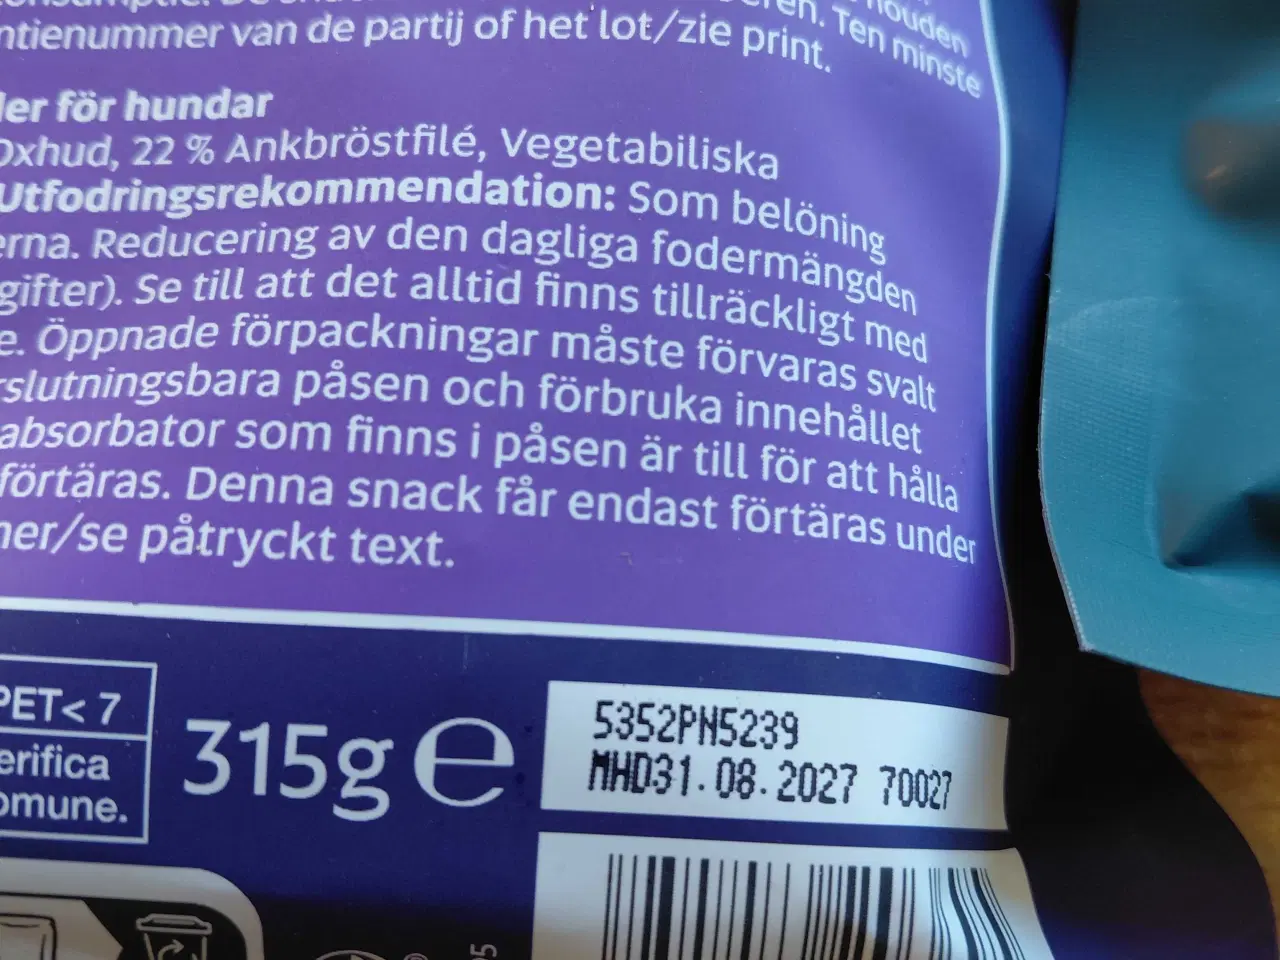 van de partij of het lot/zie print.
houden
Ten minste
för hundar
Oxhud, 22 % Ankbröstfilé, Vegetabiliska
Utfodringsrekommendation: Som belöning
Reducering av den dagliga fodermängden
gifter). Se till att det alltid finns tillräckligt med
e. Öppnade förpackningar måste förvaras svalt
rslutningsbara påsen och förbruka innehållet
absorbator som finns i påsen är till för att hålla
förtäras. Denna snack får endast förtäras under
ner/se påtryckt text.
PET< 7
erifica
omune.
315g e
5352PN5239
MHD31.08.2027 70027